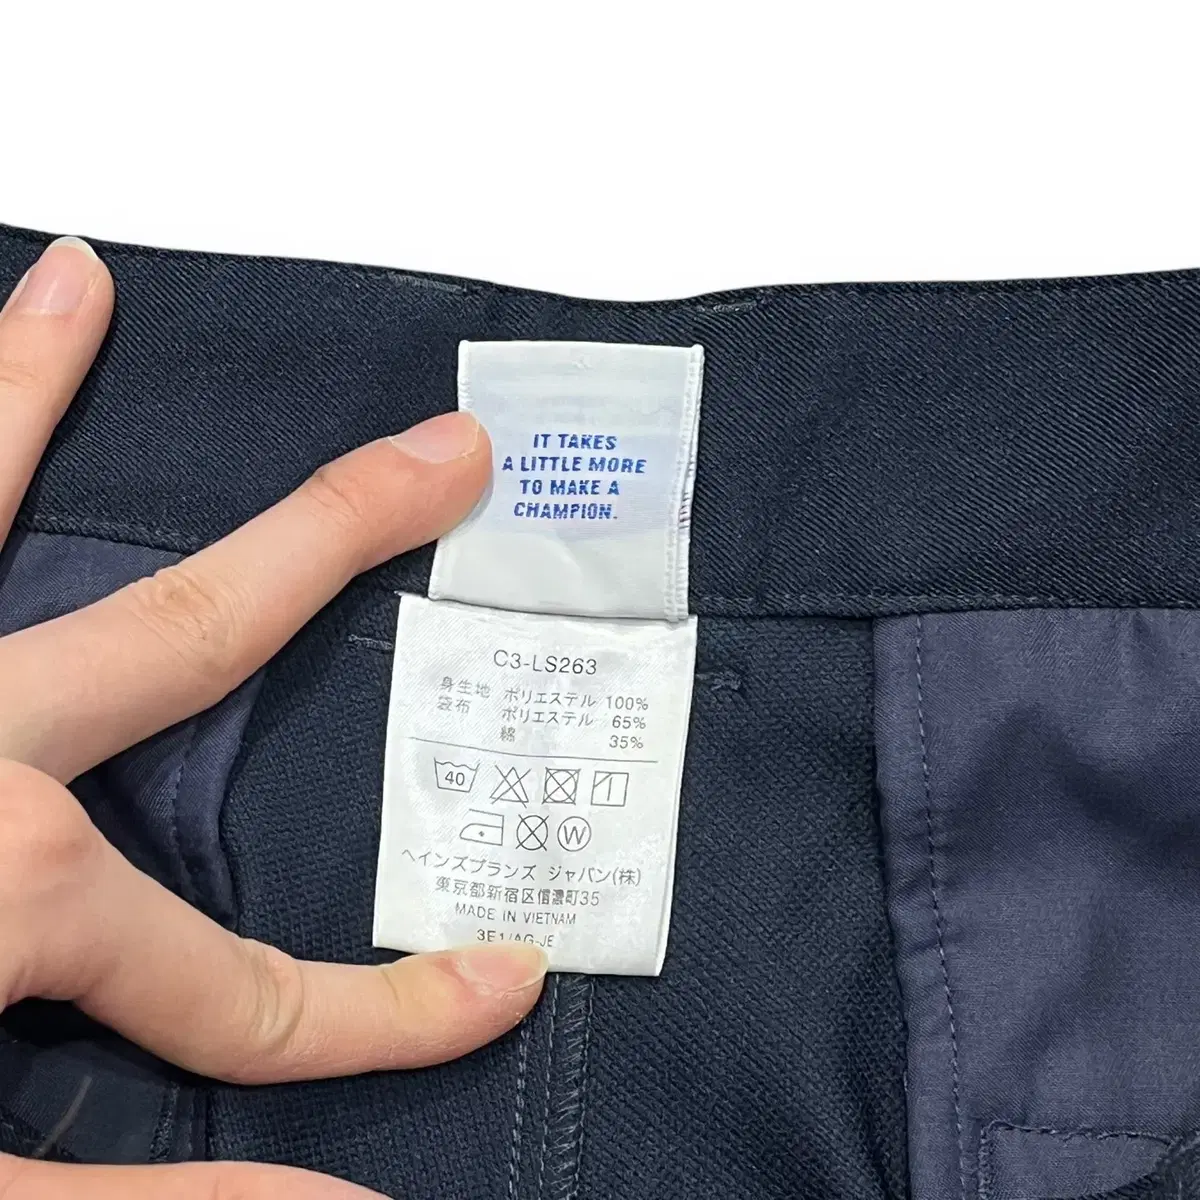 IT TAKES
A LITTLE MORE
TO MAKE A
CHAMPION.
C3-LS263
身生地 ポリエステル 100%
袋布 ポリエステル 65%
綿 35%
40
W
ヘインズブランズ ジャパン(株)
東京都新宿区信濃町35
MADE IN VIETNAM
3E1/AG-JE